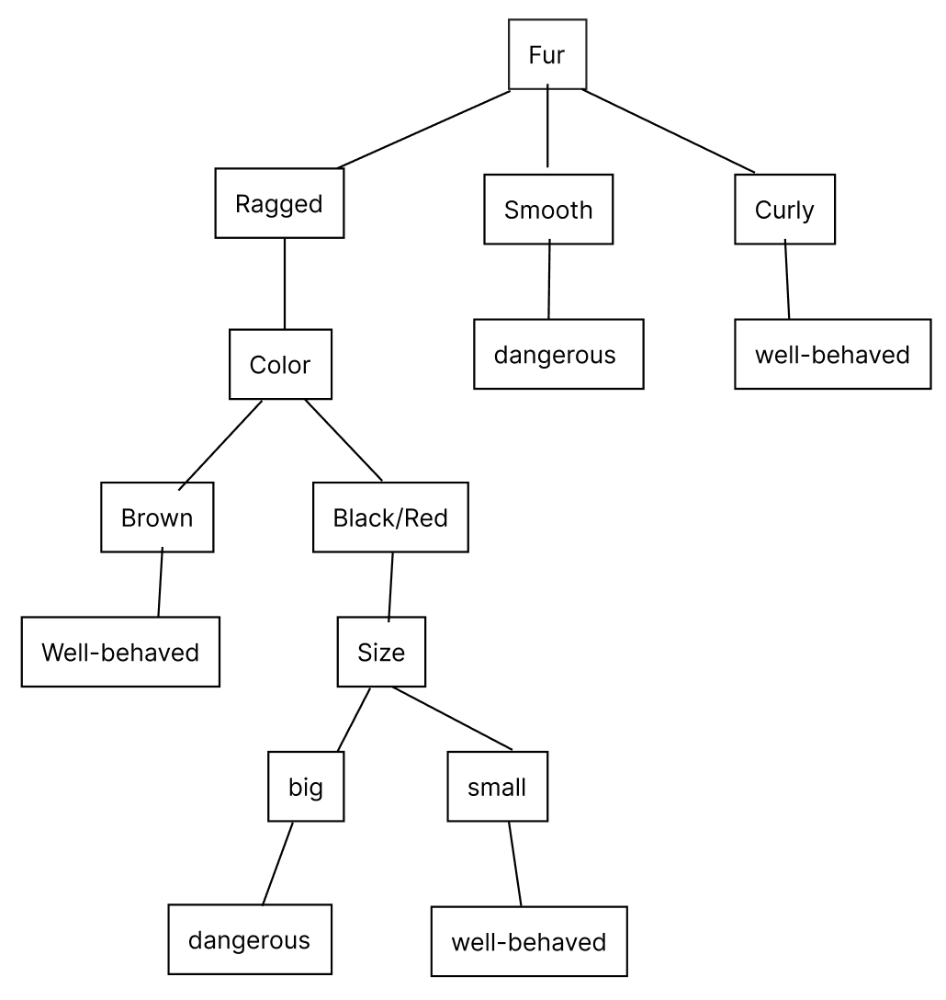 Fur
Ragged
Smooth
Curly
Color
dangerous
well-behaved
Brown
Black/Red
Well-behaved
Size
big
small
dangerous
well-behaved